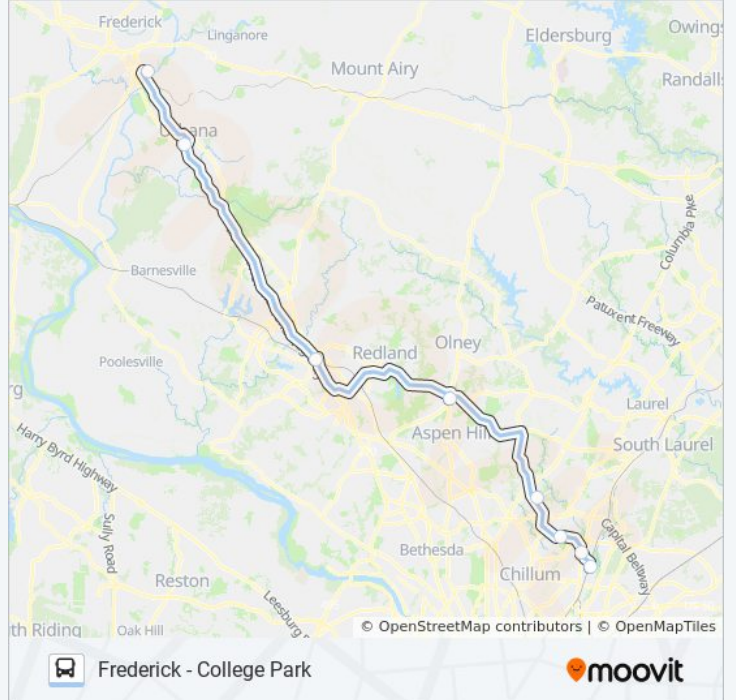 Frederick
Linganore
Eldersburg
Owings
Mount Airy
Randalls
Columbia Pike
Barnesville
Patuxent Freeway
Olney
Redland
Poolesville
rg
Laurel
Aspen Hill
South Laurel
Harry Byrd Highway
Sully Road
Capital Beltway
Bethesda
Chillum
Reston
Leesburg
th Riding
Oak Hill
© OpenStreetMap contributors | © OpenMapTiles
Frederick - College Park
moovit